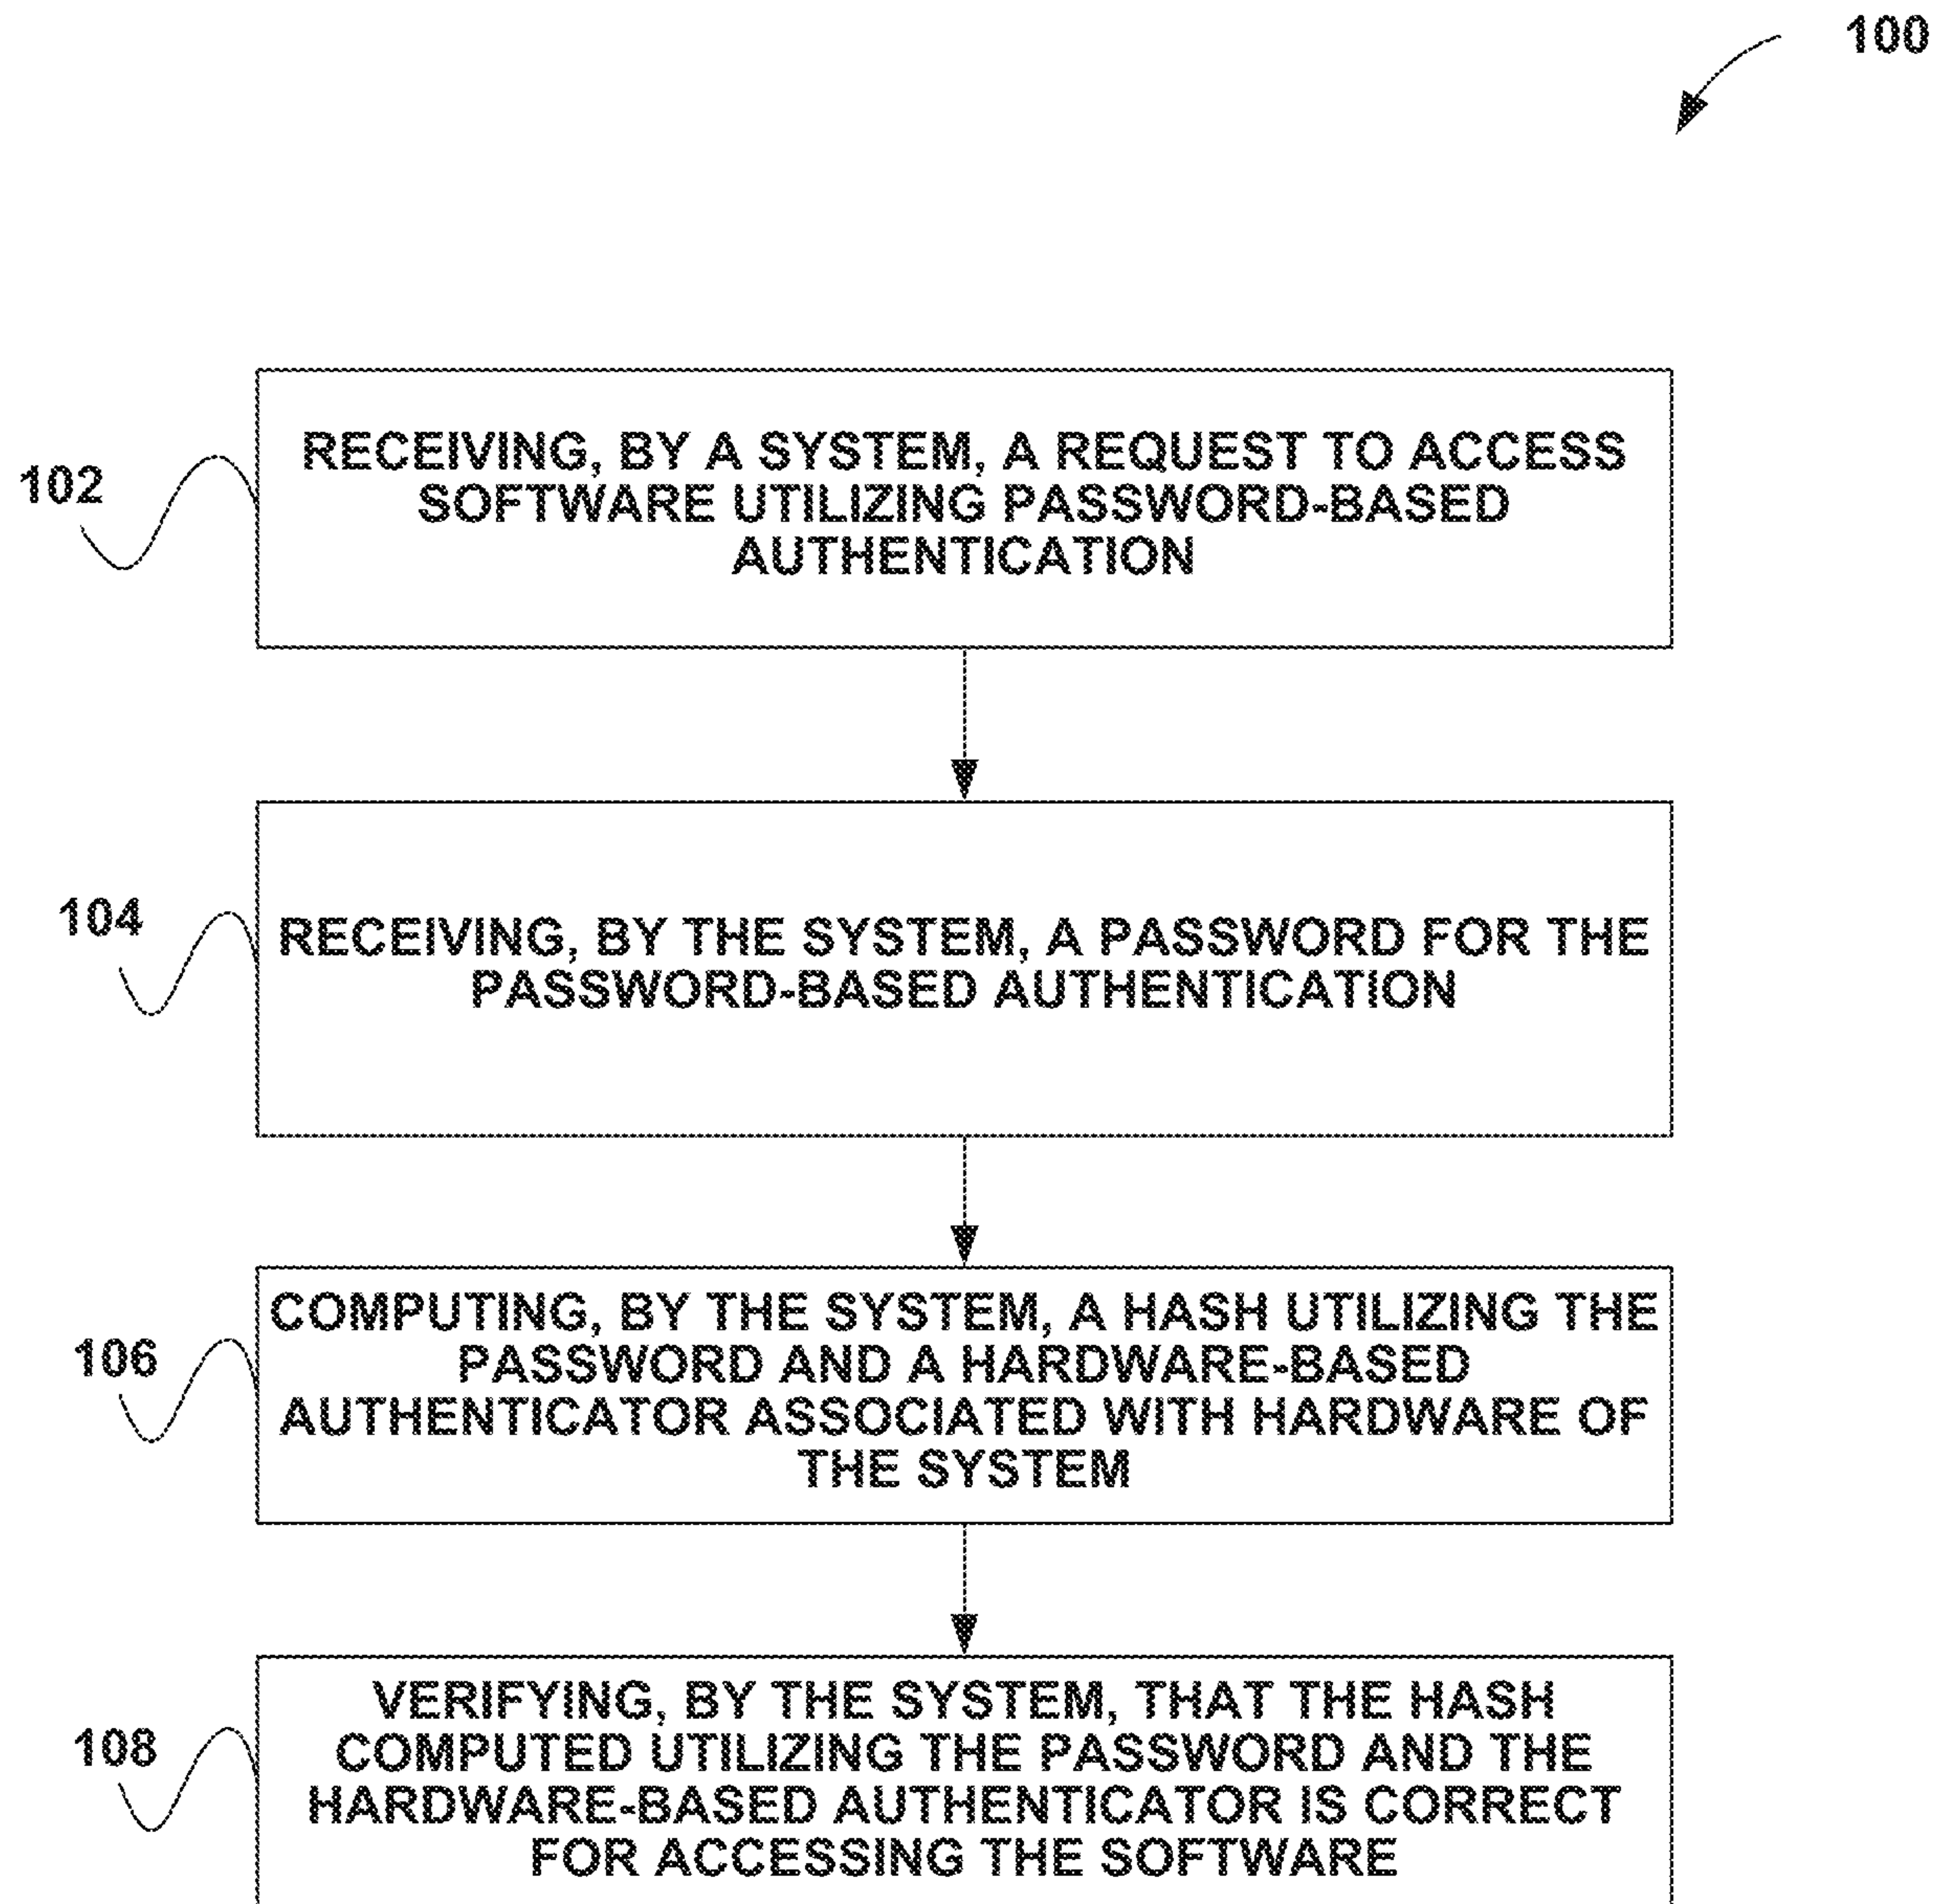 100
102
RECEIVING, BY A SYSTEM, A REQUEST TO ACCESS
SOFTWARE UTILIZING PASSWORD-BASED
AUTHENTICATION
104
RECEIVING, BY THE SYSTEM, A PASSWORD FOR THE
PASSWORD-BASED AUTHENTICATION
106
COMPUTING, BY THE SYSTEM, A HASH UTILIZING THE
PASSWORD AND A HARDWARE-BASED
AUTHENTICATOR ASSOCIATED WITH HARDWARE OF
THE SYSTEM
108
VERIFYING, BY THE SYSTEM, THAT THE HASH
COMPUTED UTILIZING THE PASSWORD AND THE
HARDWARE-BASED AUTHENTICATOR IS CORRECT
FOR ACCESSING THE SOFTWARE